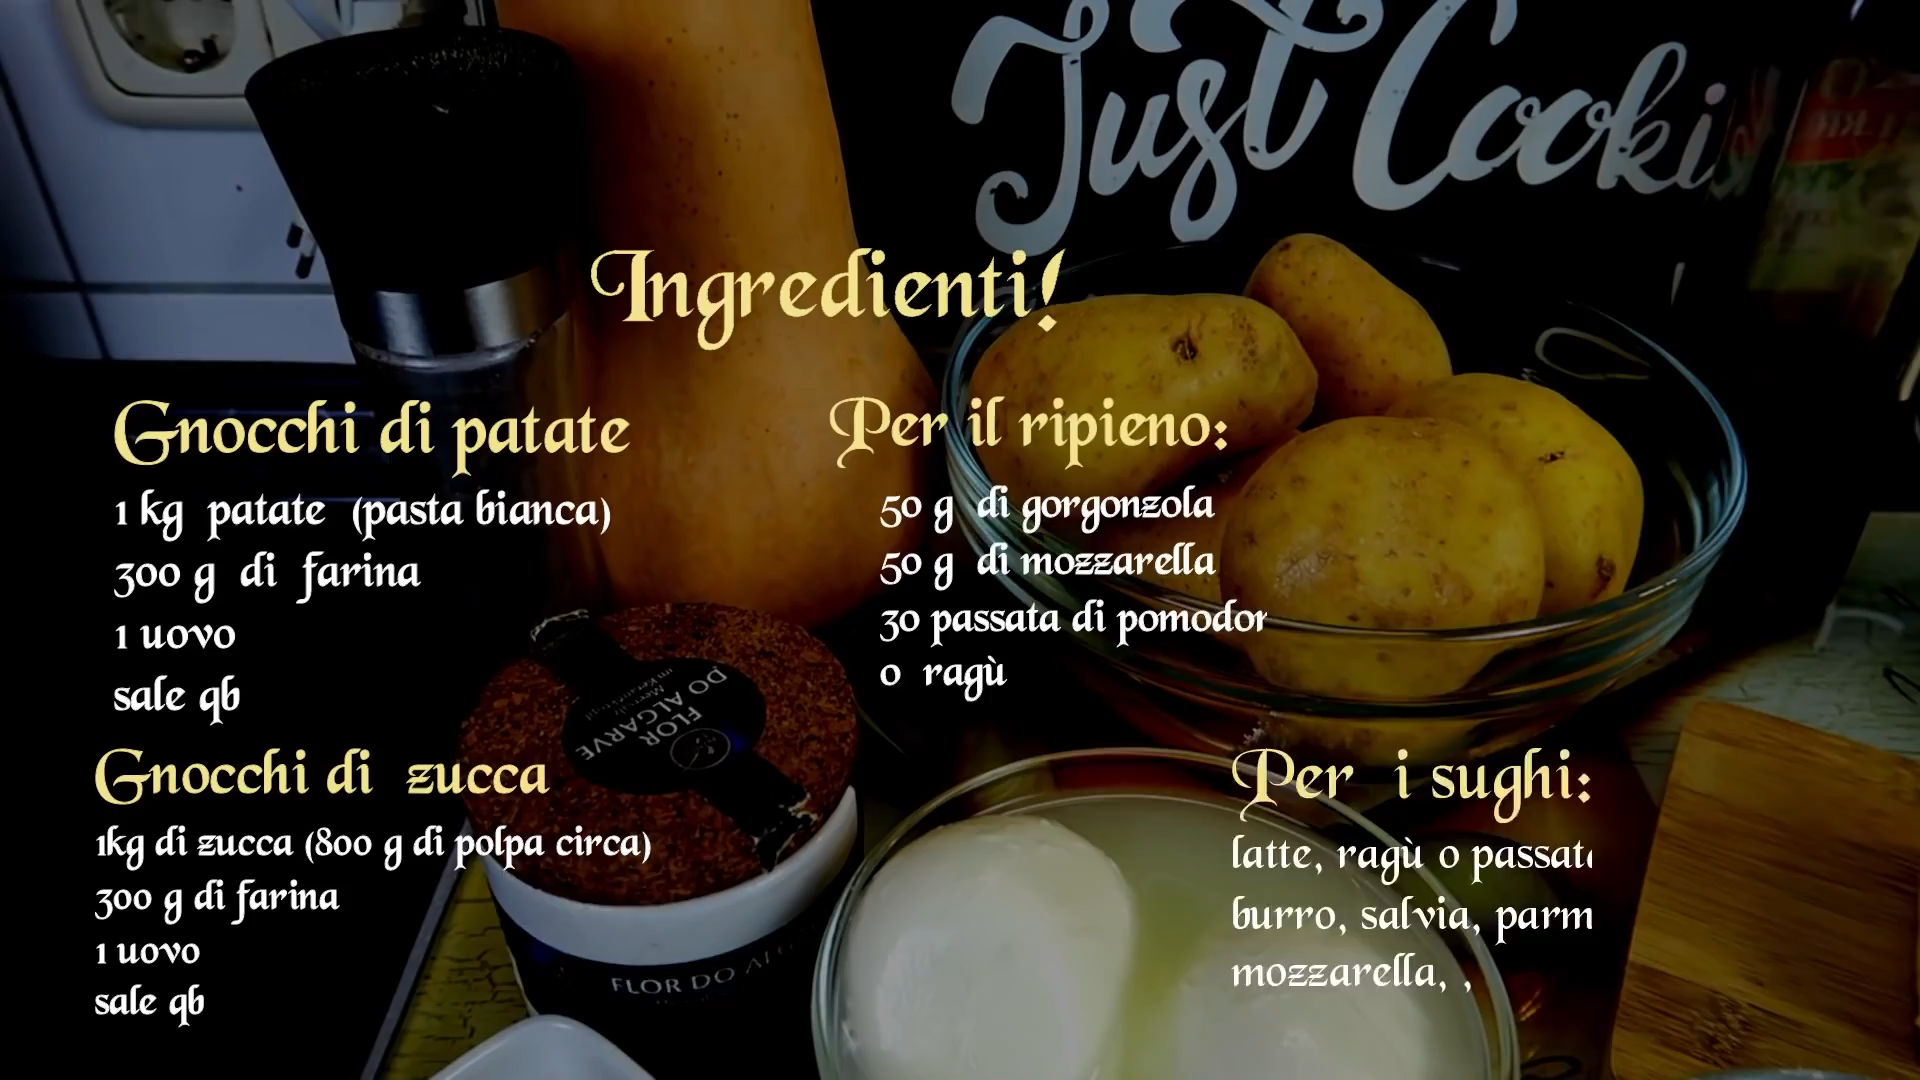 Just Cooki
Ingredienti!
Gnocchi di patate
1 kg patate (pasta bianca)
300 g di farina
1 uovo
sale qb
Per il ripieno:
50 g di gorgonzola
50 g di mozzarella
30 passata di pomodor
o ragù
Gnocchi di zucca
1kg di zucca (800 g di polpa circa)
300 g di farina
1 uovo
sale qb
Per i sughi:
latte, ragù o passata
burro, salvia, parm
mozzarella, ,
FLOR
DO ALGARVE
FLOR DO